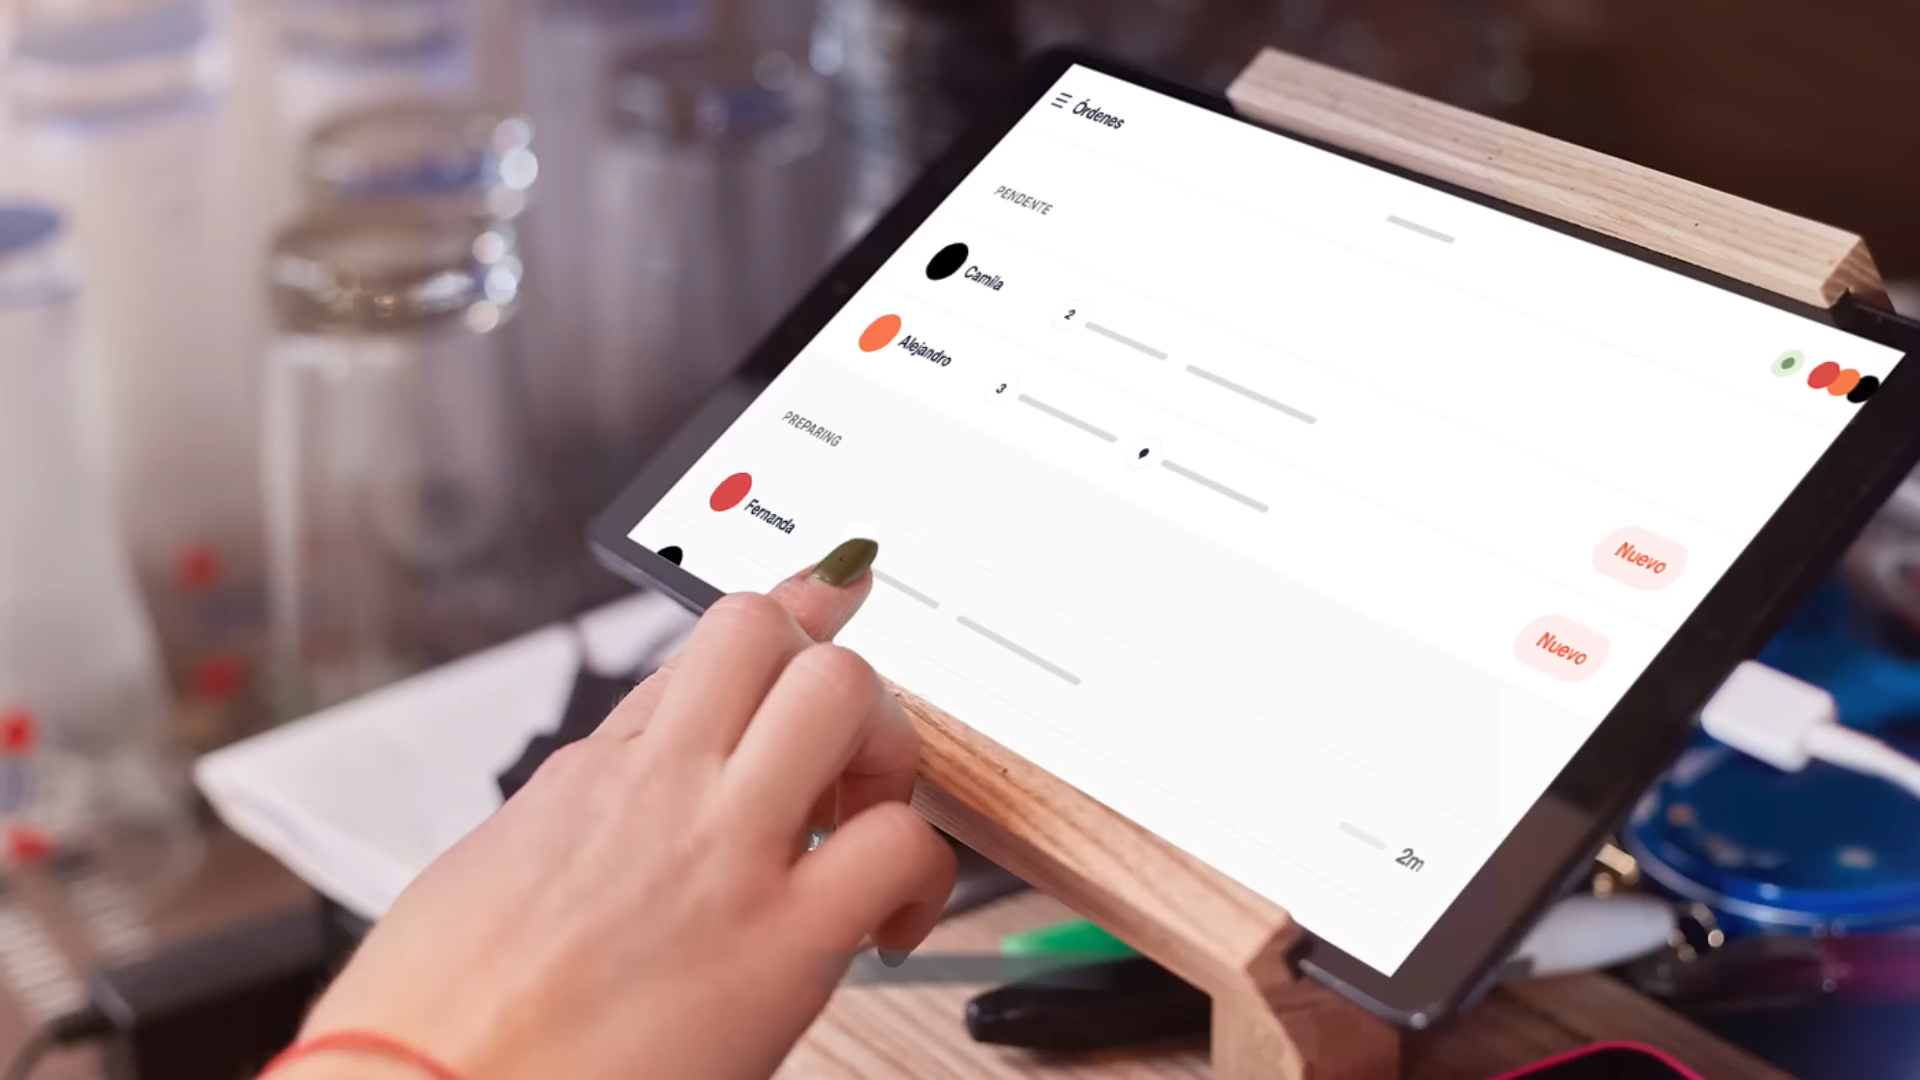 Órdenes
PENDENTE
Camila
2
Nuevo
Alejandro
3
Nuevo
PREPARING
Fernanda
2m